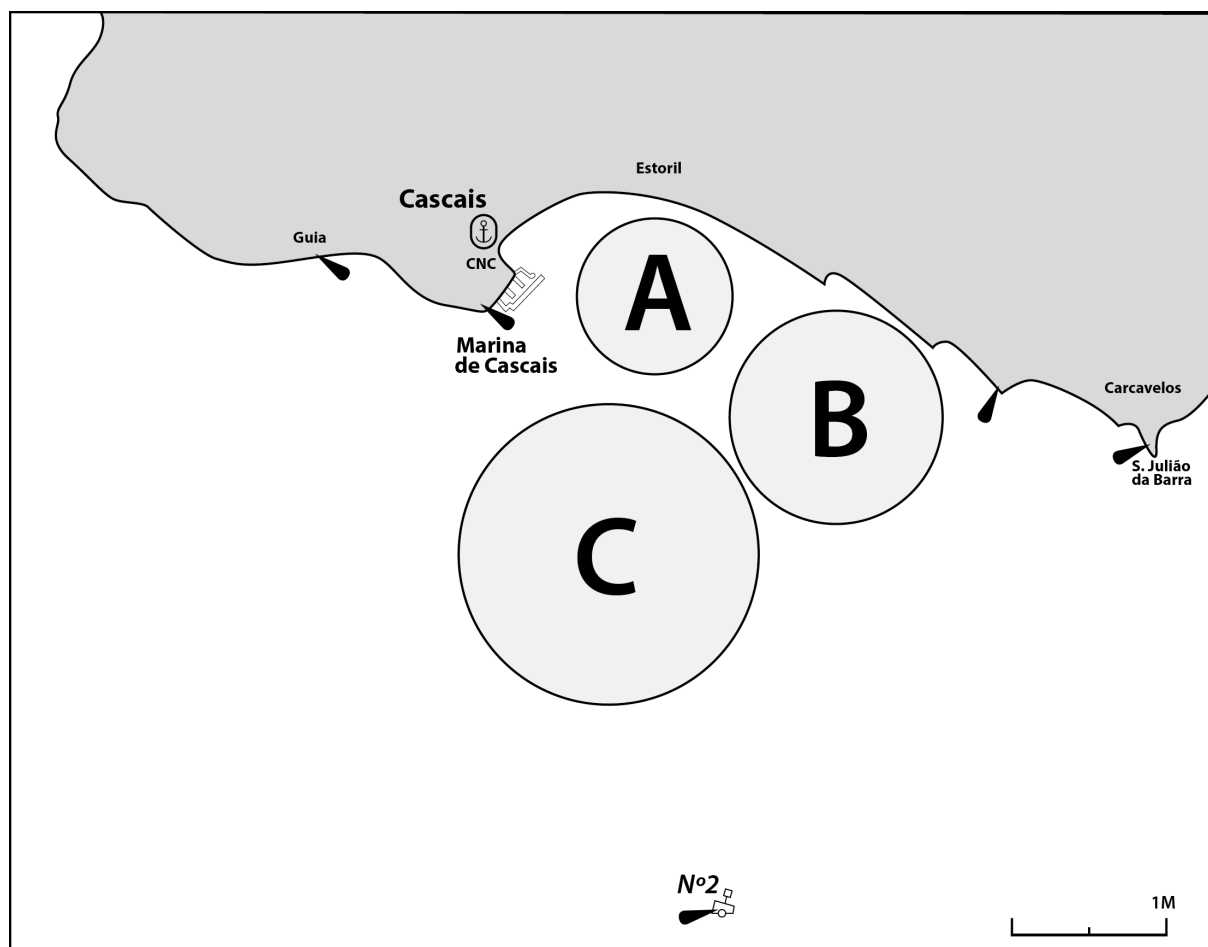 Estoril
Cascais
Guia
CNC
Marina
de Cascais
A
B
C
Carcavelos
S. Julião
da Barra
Nº2
1M